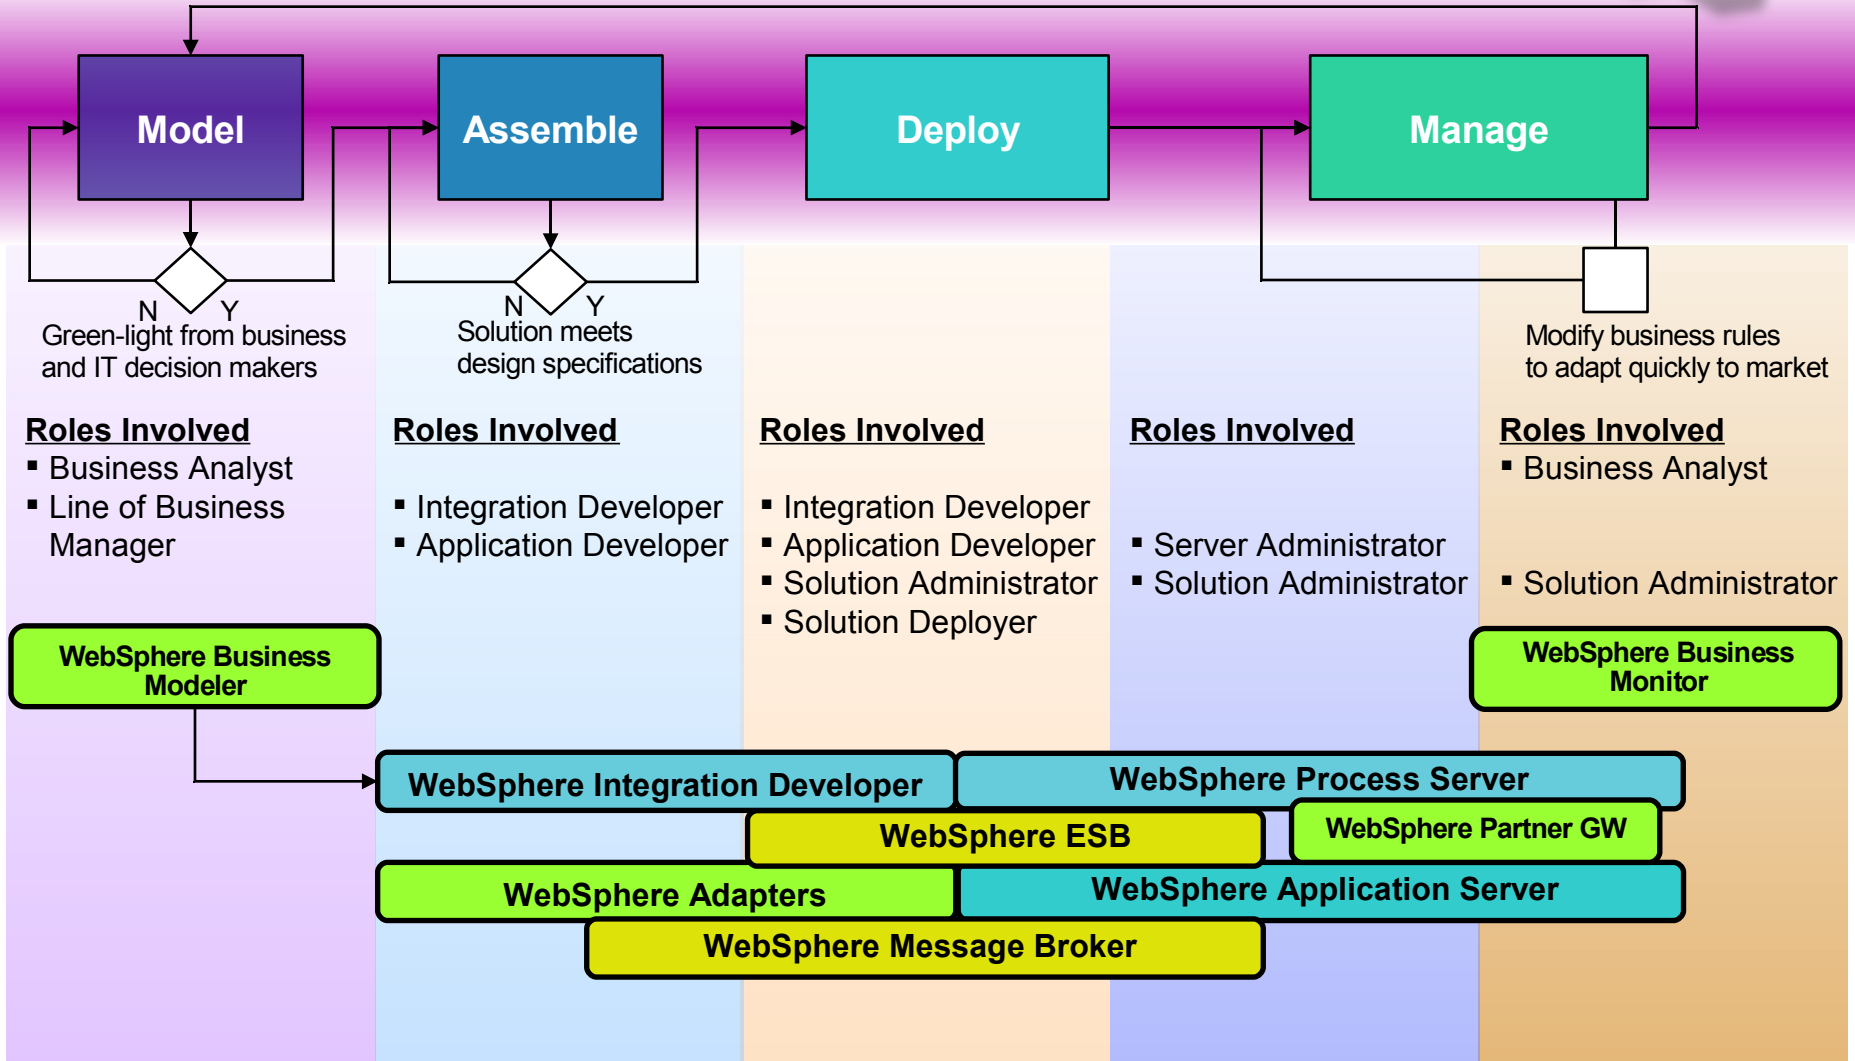 Model
Assemble
Deploy
Manage
N Y
Green-light from business
and IT decision makers
N Y
Solution meets
design specifications
Modify business rules
to adapt quickly to market
Roles Involved
▪ Business Analyst
▪ Line of Business
Manager
Roles Involved
▪ Integration Developer
▪ Application Developer
Roles Involved
▪ Integration Developer
▪ Application Developer
▪ Solution Administrator
▪ Solution Deployer
Roles Involved
▪ Server Administrator
▪ Solution Administrator
Roles Involved
▪ Business Analyst
▪ Solution Administrator
WebSphere Business
Modeler
WebSphere Business
Monitor
WebSphere Integration Developer
WebSphere Process Server
WebSphere ESB
WebSphere Partner GW
WebSphere Adapters
WebSphere Application Server
WebSphere Message Broker